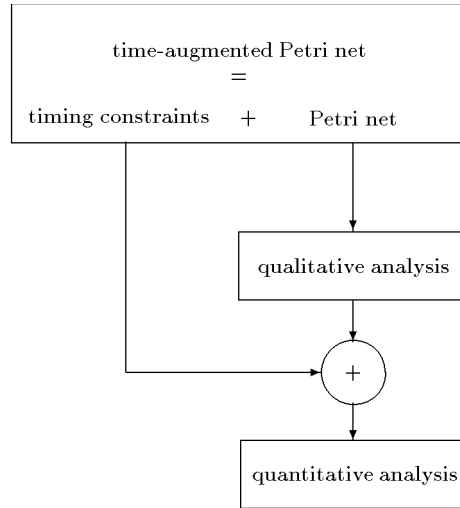 time-augmented Petri net
=
timing constraints + Petri net
qualitative analysis
+
quantitative analysis